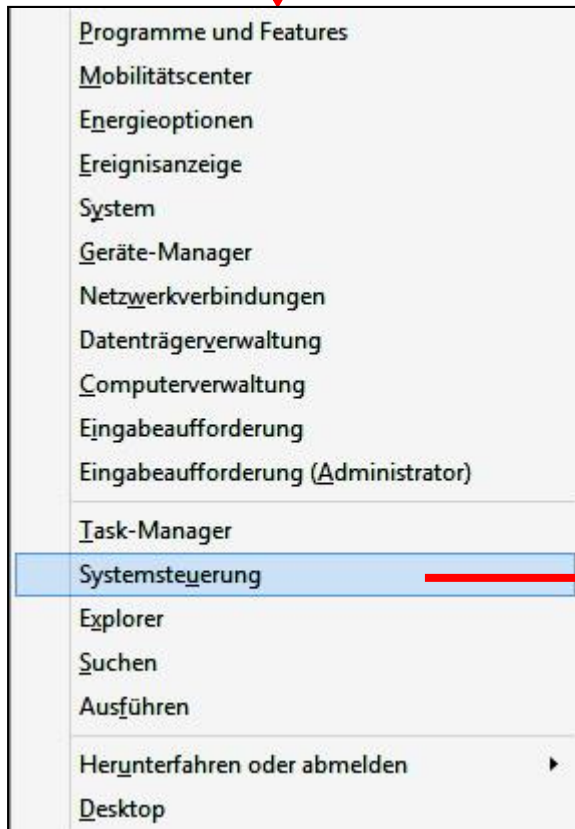 Programme und Features
Mobilitätscenter
Energieoptionen
Ereignisanzeige
System
Geräte-Manager
Netzwerkverbindungen
Datenträgerverwaltung
Computerverwaltung
Eingabeaufforderung
Eingabeaufforderung (Administrator)
Task-Manager
Systemsteuerung
Explorer
Suchen
Ausführen
Herunterfahren oder abmelden
Desktop